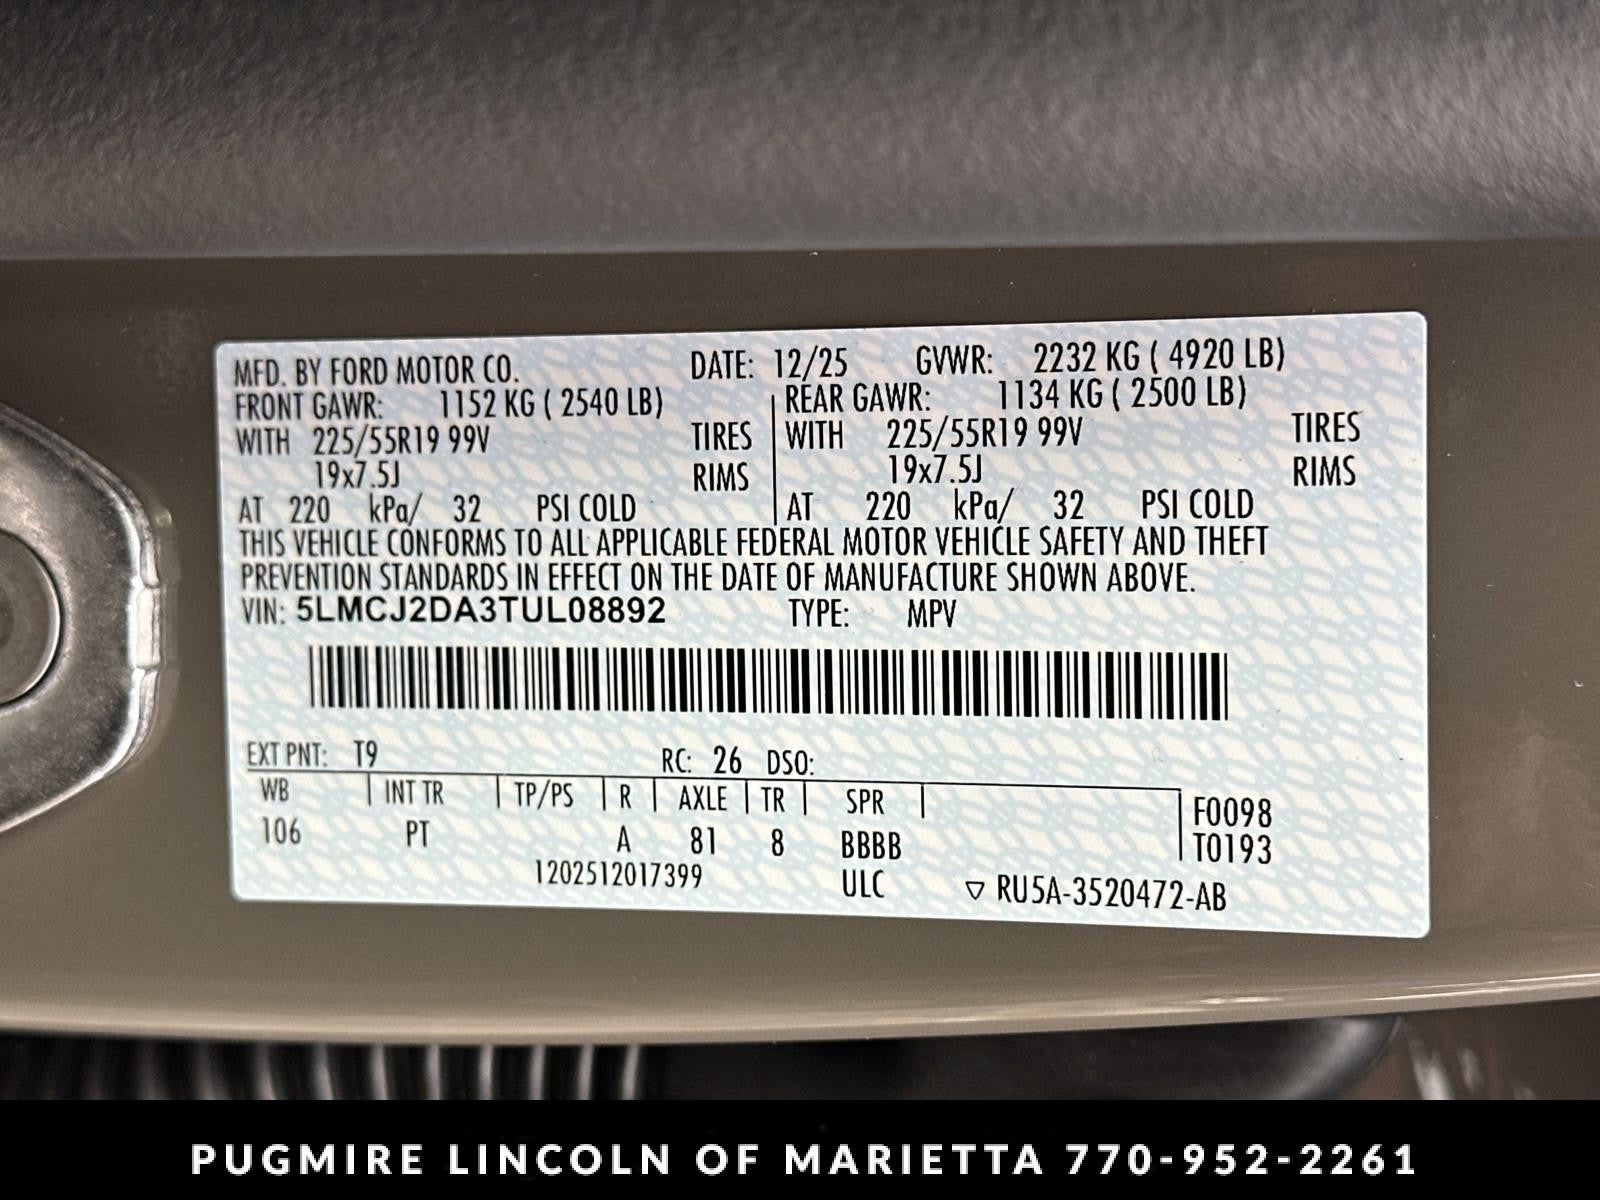 MFD. BY FORD MOTOR CO. DATE: 12/25 GVWR: 2232 KG ( 4920 LB)
FRONT GAWR: 1152 KG ( 2540 LB) REAR GAWR: 1134 KG ( 2500 LB)
WITH 225/55R19 99V TIRES WITH 225/55R19 99V TIRES
19x7.5J RIMS 19x7.5J RIMS
AT 220 kPa/ 32 PSI COLD AT 220 kPa/ 32 PSI COLD
THIS VEHICLE CONFORMS TO ALL APPLICABLE FEDERAL MOTOR VEHICLE SAFETY AND THEFT
PREVENTION STANDARDS IN EFFECT ON THE DATE OF MANUFACTURE SHOWN ABOVE.
VIN: 5LMCJ2DA3TUL08892 TYPE: MPV
EXT PNT: T9 RC: 26 DSO:
WB INT TR TP/PS R AXLE TR SPR F0098
106 PT A 81 8 BBBB T0193
1202512017399 ULC ▽ RU5A-3520472-AB
PUGMIRE LINCOLN OF MARIETTA 770-952-2261